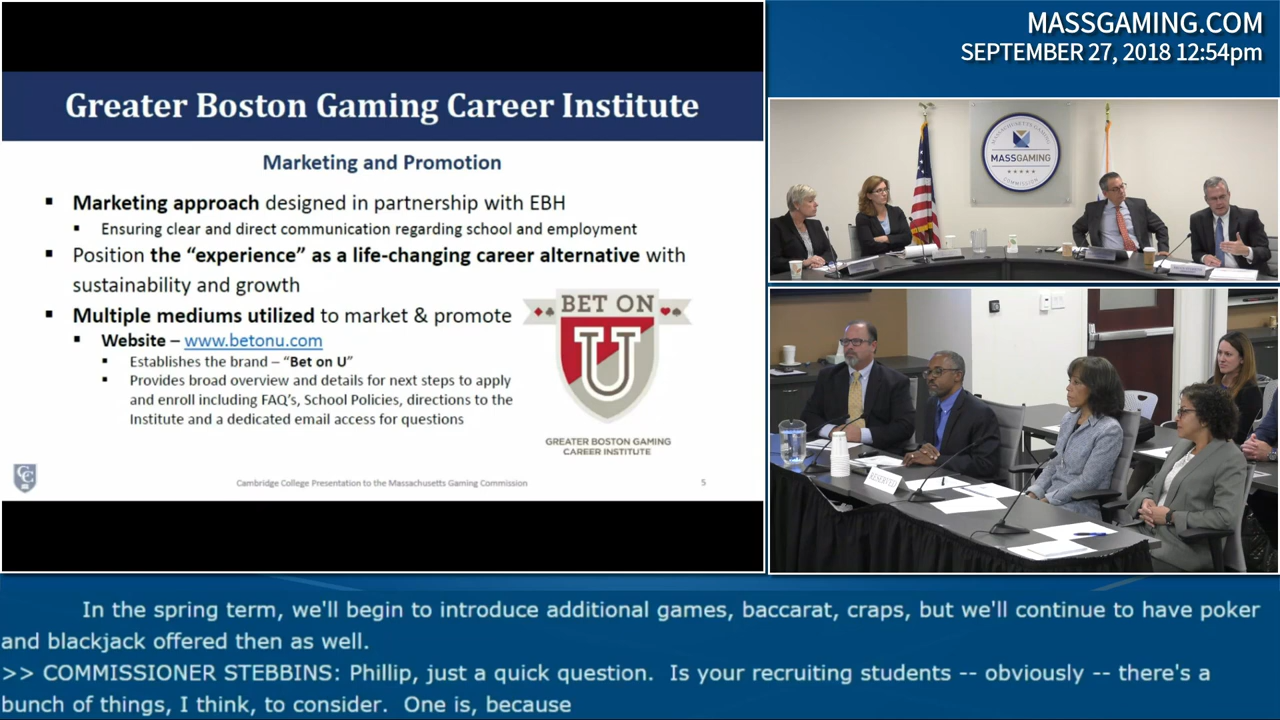 MASSGAMING.COM
SEPTEMBER 27, 2018 12:54pm
Greater Boston Gaming Career Institute
Marketing and Promotion
▪ Marketing approach designed in partnership with EBH
▪ Ensuring clear and direct communication regarding school and employment
▪ Position the “experience” as a life-changing career alternative with
sustainability and growth
▪ Multiple mediums utilized to market & promote
▪ Website – www.betonu.com
▪ Establishes the brand – “Bet on U”
▪ Provides broad overview and details for next steps to apply
and enroll including FAQ’s, School Policies, directions to the
Institute and a dedicated email access for questions
BET ON
U
GREATER BOSTON GAMING
CAREER INSTITUTE
CC
Cambridge College Presentation to the Massachusetts Gaming Commission
5
MASSACHUSETTS GAMING
MASSGAMING
COMMISSION
RESERVED
In the spring term, we'll begin to introduce additional games, baccarat, craps, but we'll continue to have poker
and blackjack offered then as well.
>> COMMISSIONER STEBBINS: Phillip, just a quick question. Is your recruiting students -- obviously -- there's a
bunch of things, I think, to consider. One is, because